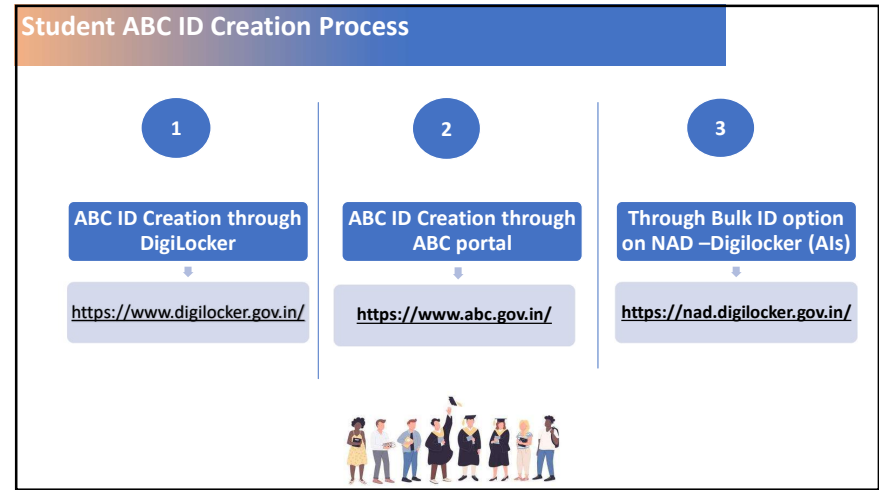 Student ABC ID Creation Process
1
ABC ID Creation through
DigiLocker
https://www.digilocker.gov.in/
2
ABC ID Creation through
ABC portal
https://www.abc.gov.in/
3
Through Bulk ID option
on NAD –Digilocker (AIs)
https://nad.digilocker.gov.in/